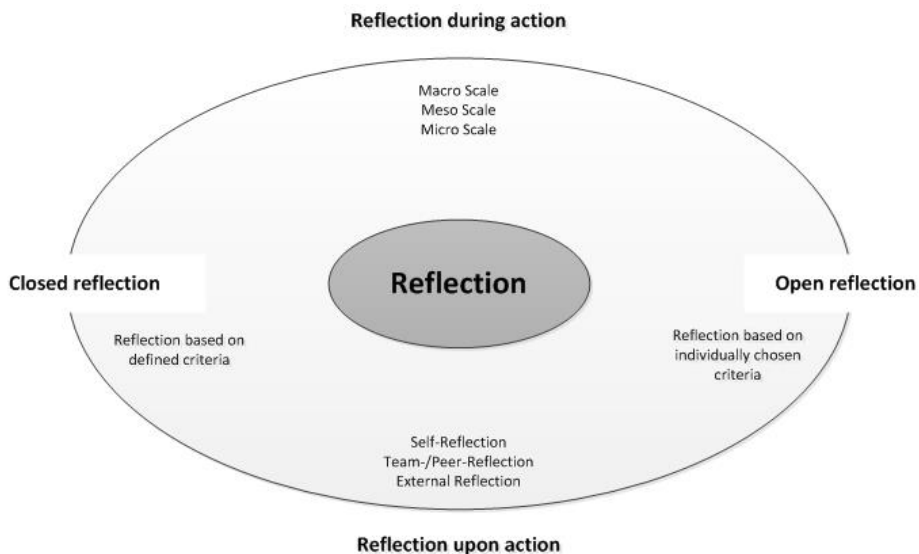 Reflection during action
Macro Scale
Meso Scale
Micro Scale
Closed reflection
Reflection
Open reflection
Reflection based on
defined criteria
Reflection based on
individually chosen
criteria
Self-Reflection
Team-/Peer-Reflection
External Reflection
Reflection upon action